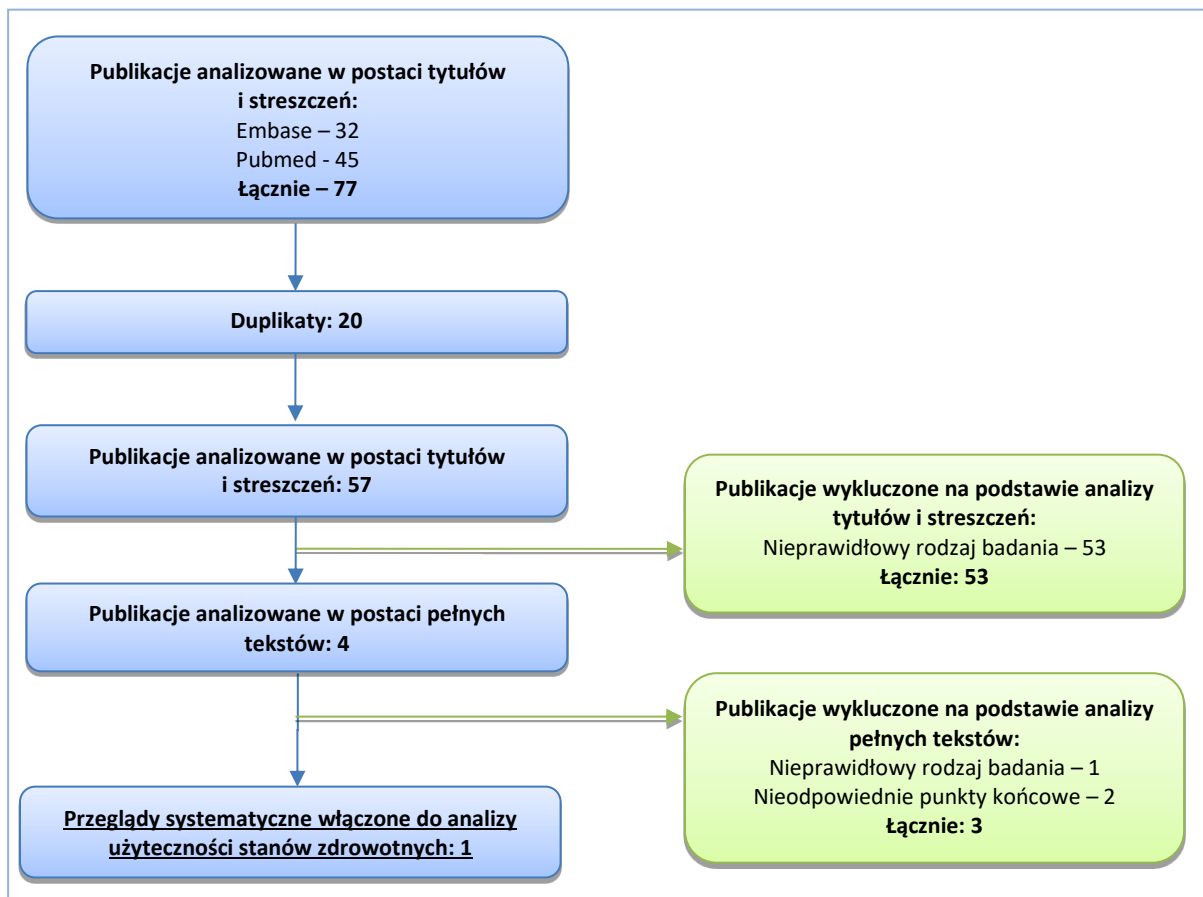 Publikacje analizowane w postaci tytułów
i streszczeń:
Embase – 32
Pubmed - 45
Łącznie – 77
Duplikaty: 20
Publikacje analizowane w postaci tytułów
i streszczeń: 57
Publikacje wykluczone na podstawie analizy
tytułów i streszczeń:
Nieprawidłowy rodzaj badania – 53
Łącznie: 53
Publikacje analizowane w postaci pełnych
tekstów: 4
Publikacje wykluczone na podstawie analizy
pełnych tekstów:
Nieprawidłowy rodzaj badania – 1
Nieodpowiednie punkty końcowe – 2
Łącznie: 3
Przeglądy systematyczne włączone do analizy
użyteczności stanów zdrowotnych: 1